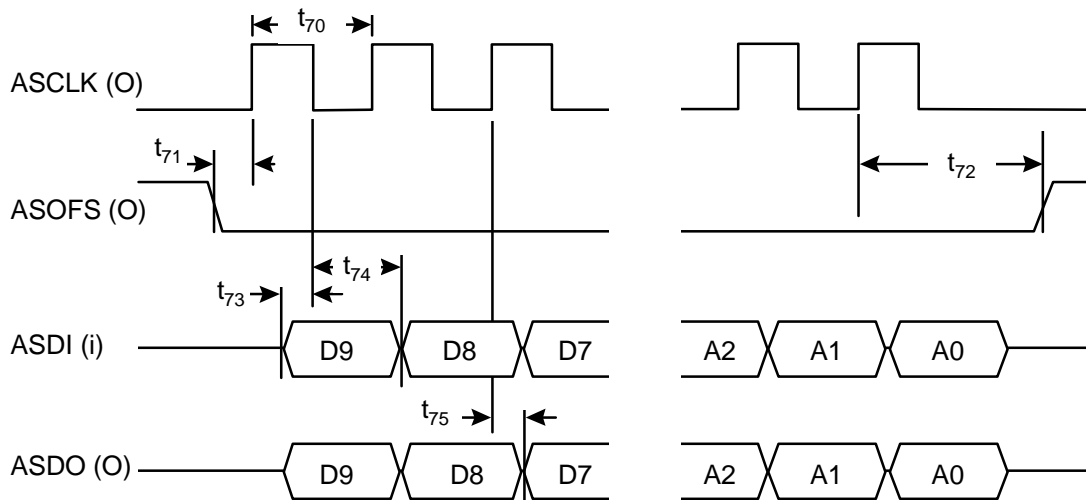 t70
ASCLK (O)
t71
t72
ASOFS (O)
t74
t73
ASDI (i)
D9 D8 D7 A2 A1 A0
t75
ASDO (O)
D9 D8 D7 A2 A1 A0